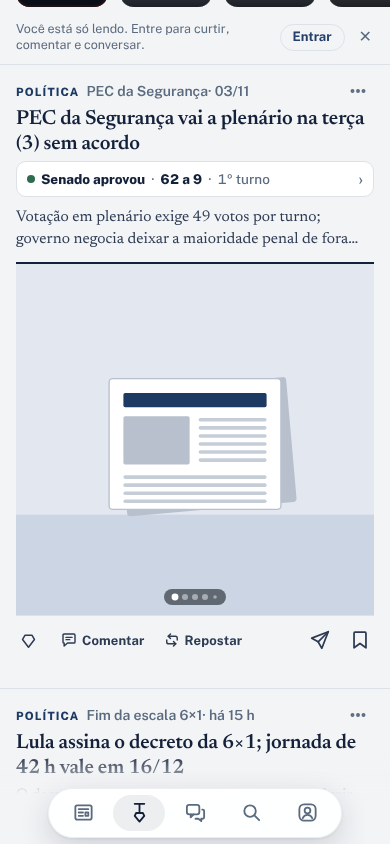 Você está só lendo. Entre para curtir,
comentar e conversar.
Entrar
POLÍTICA PEC da Segurança· 03/11
PEC da Segurança vai a plenário na terça
(3) sem acordo
Senado aprovou · 62 a 9 · 1º turno
Votação em plenário exige 49 votos por turno;
governo negocia deixar a maioridade penal de fora...
Comentar
Repostar
POLÍTICA Fim da escala 6×1· há 15 h
Lula assina o decreto da 6×1; jornada de
42 h vale em 16/12